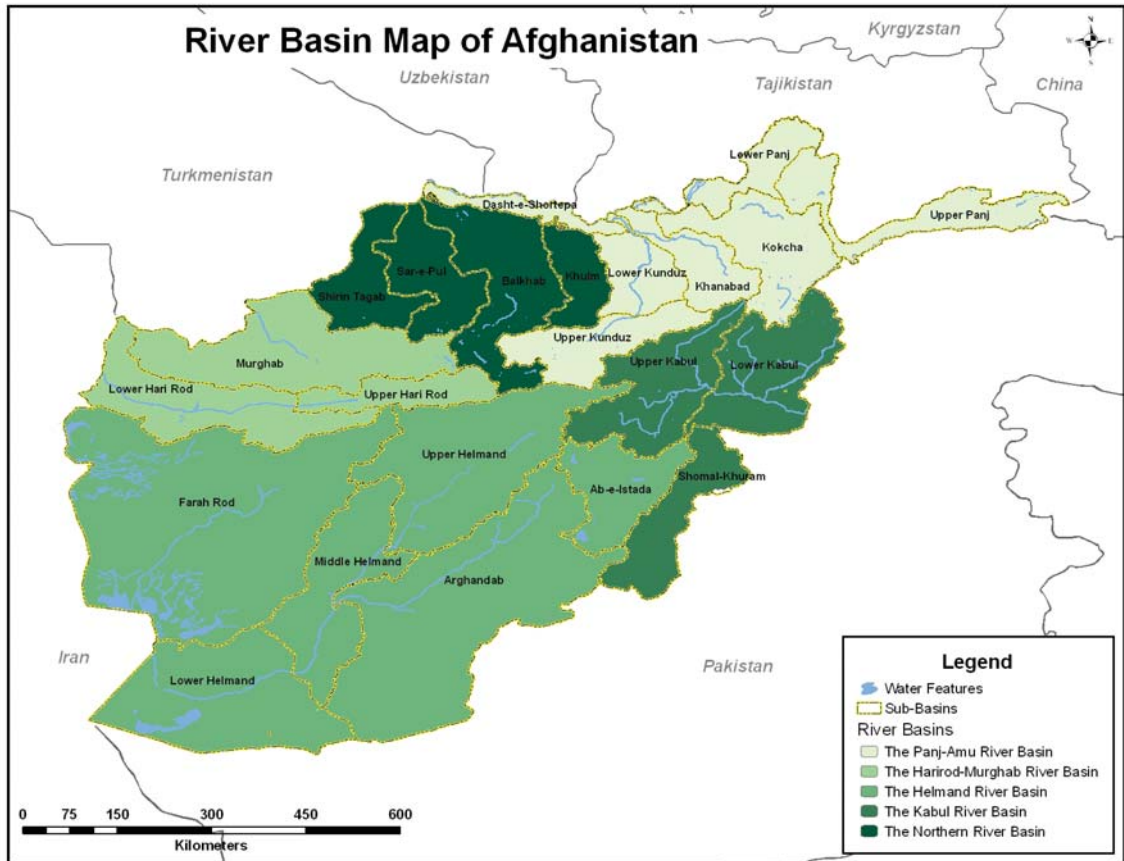 River Basin Map of Afghanistan
Kyrgyzstan
N
W E
S
Uzbekistan
Tajikistan
China
Turkmenistan
Lower Panj
Dasht-e-Shortepa
Upper Panj
Kokcha
Sar-e-Pul
Balkhab
Khulm
Lower Kunduz
Khanabad
Shirin Tagab
Upper Kunduz
Murghab
Upper Kabul
Lower Kabul
Lower Hari Rod
Upper Hari Rod
Upper Helmand
Shomal-Khuram
Ab-e-Istada
Farah Rod
Middle Helmand
Arghandab
Iran
Pakistan
Lower Helmand
Legend
Water Features
Sub-Basins
River Basins
The Panj-Amu River Basin
The Harirod-Murghab River Basin
The Helmand River Basin
The Kabul River Basin
The Northern River Basin
0 75 150 300 450 600
Kilometers